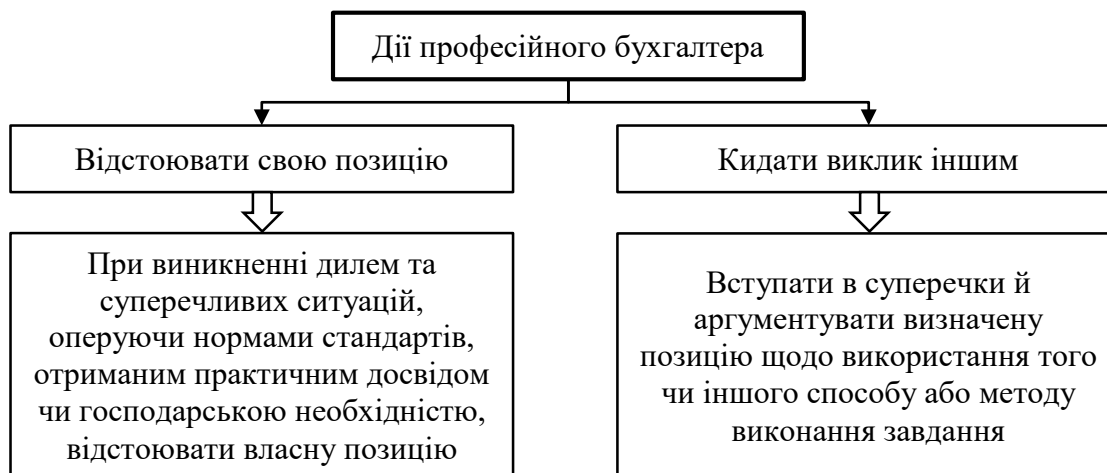 Дії професійного бухгалтера
Відстоювати свою позицію
Кидати виклик іншим
При виникненні дилем та
суперечливих ситуацій,
оперуючи нормами стандартів,
отриманим практичним досвідом
чи господарською необхідністю,
відстоювати власну позицію
Вступати в суперечки й
аргументувати визначену
позицію щодо використання того
чи іншого способу або методу
виконання завдання